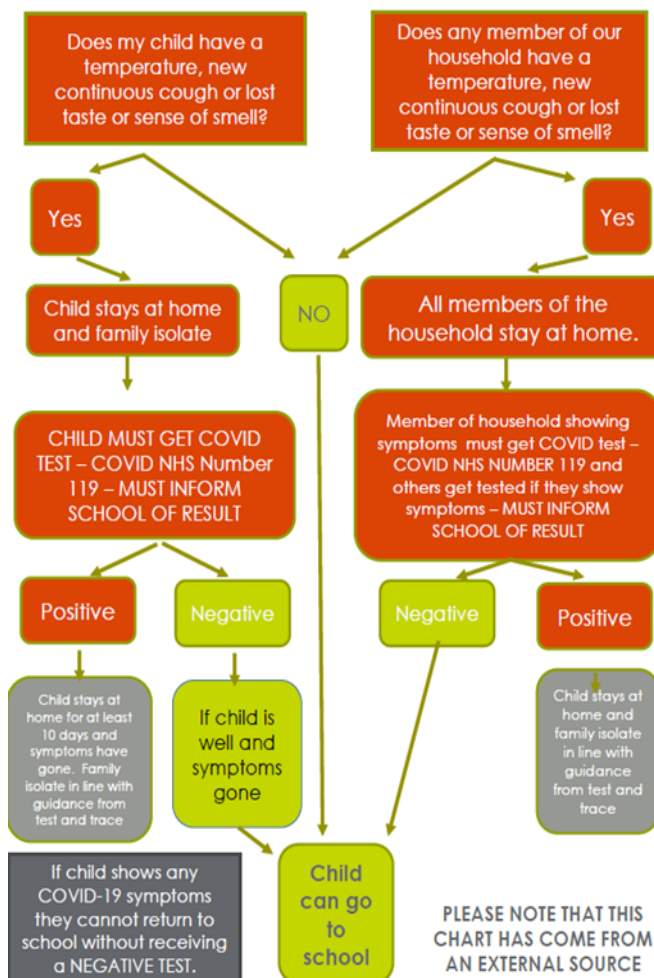 Does my child have a
temperature, new
continuous cough or lost
taste or sense of smell?
Does any member of our
household have a
temperature, new
continuous cough or lost
taste or sense of smell?
Yes
NO
Yes
Child stays at home
and family isolate
All members of the
household stay at home.
CHILD MUST GET COVID
TEST – COVID NHS Number
119 – MUST INFORM
SCHOOL OF RESULT
Member of household showing
symptoms must get COVID test –
COVID NHS NUMBER 119 and
others get tested if they show
symptoms – MUST INFORM
SCHOOL OF RESULT
Positive
Negative
Negative
Positive
Child stays at
home for at least
10 days and
symptoms have
gone. Family
isolate in line with
guidance from
test and trace
If child is
well and
symptoms
gone
Child stays at
home and
family isolate
in line with
guidance
from test and
trace
If child shows any
COVID-19 symptoms
they cannot return to
school without receiving
a NEGATIVE TEST.
Child
can go
to
school
PLEASE NOTE THAT THIS
CHART HAS COME FROM
AN EXTERNAL SOURCE